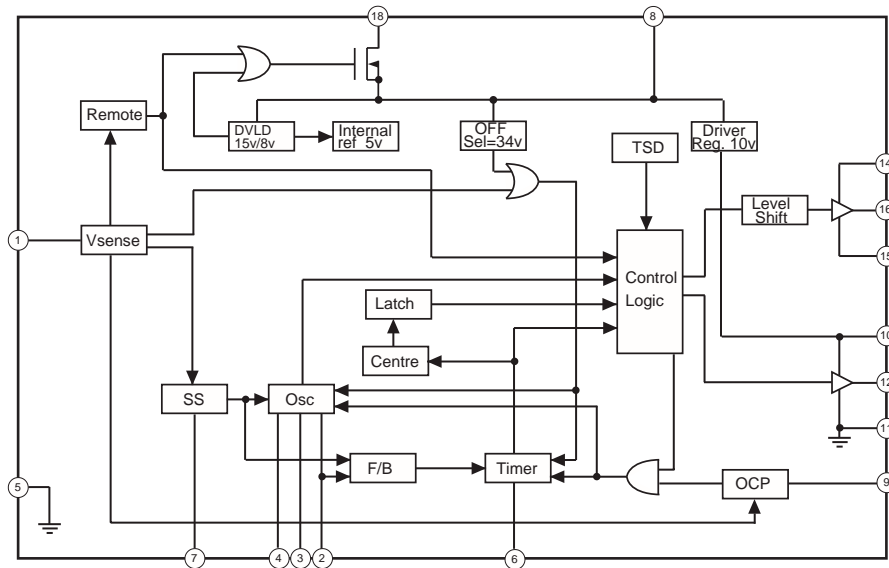 18
8
Remote
DVLD
15v/8v
Internal
ref 5v
OFF
Sel=34v
TSD
Driver
Reg. 10v
14
Level
Shift
16
1
Vsense
15
Control
Logic
Latch
Centre
10
12
SS
Osc
11
F/B
Timer
OCP
9
5
7
4
3
2
6